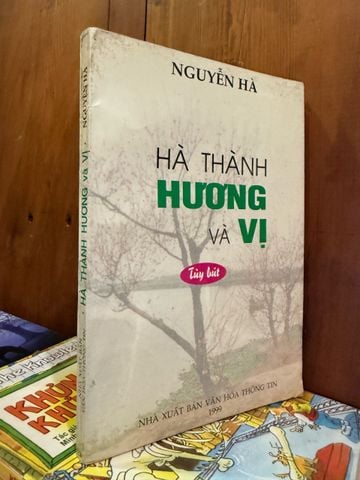 NGUYỄN HÀ
HÀ THÀNH
HƯƠNG
VÀ VỊ
Tùy bút
NHÀ XUẤT BẢN VĂN HÓA THÔNG TIN
1999
NGUYỄN HÀ
HÀ THÀNH HƯƠNG VÀ VỊ